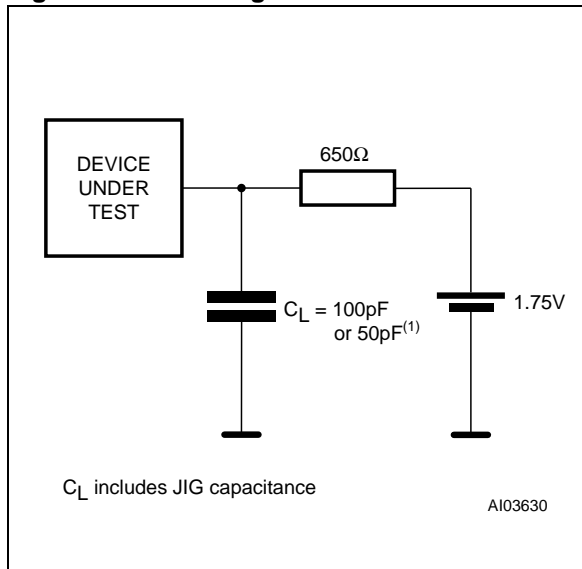 DEVICE
UNDER
TEST
650Ω
C_L = 100pF
or 50pF(1)
1.75V
C_L includes JIG capacitance
AI03630